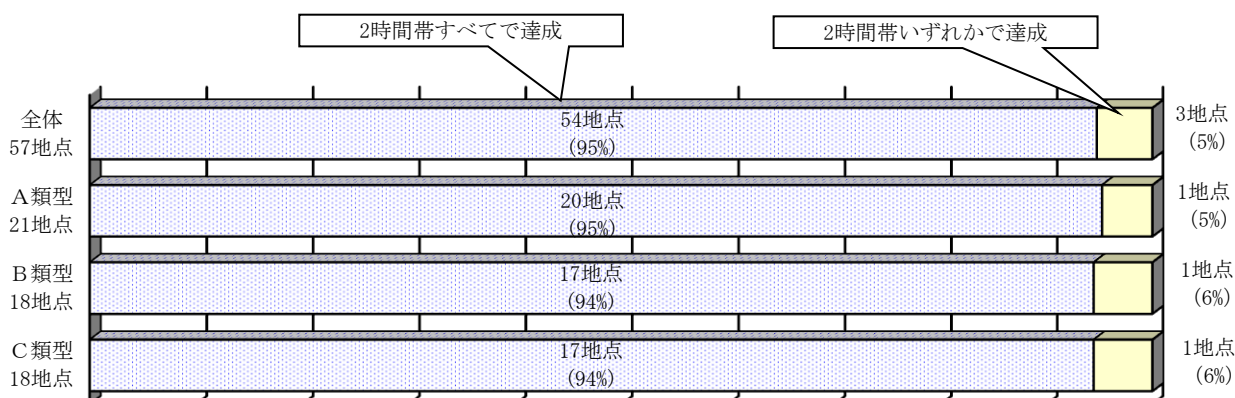 2時間帯すべてで達成
2時間帯いずれかで達成
全体
57地点
54地点
(95%)
3地点
(5%)
A類型
21地点
20地点
(95%)
1地点
(5%)
B類型
18地点
17地点
(94%)
1地点
(6%)
C類型
18地点
17地点
(94%)
1地点
(6%)